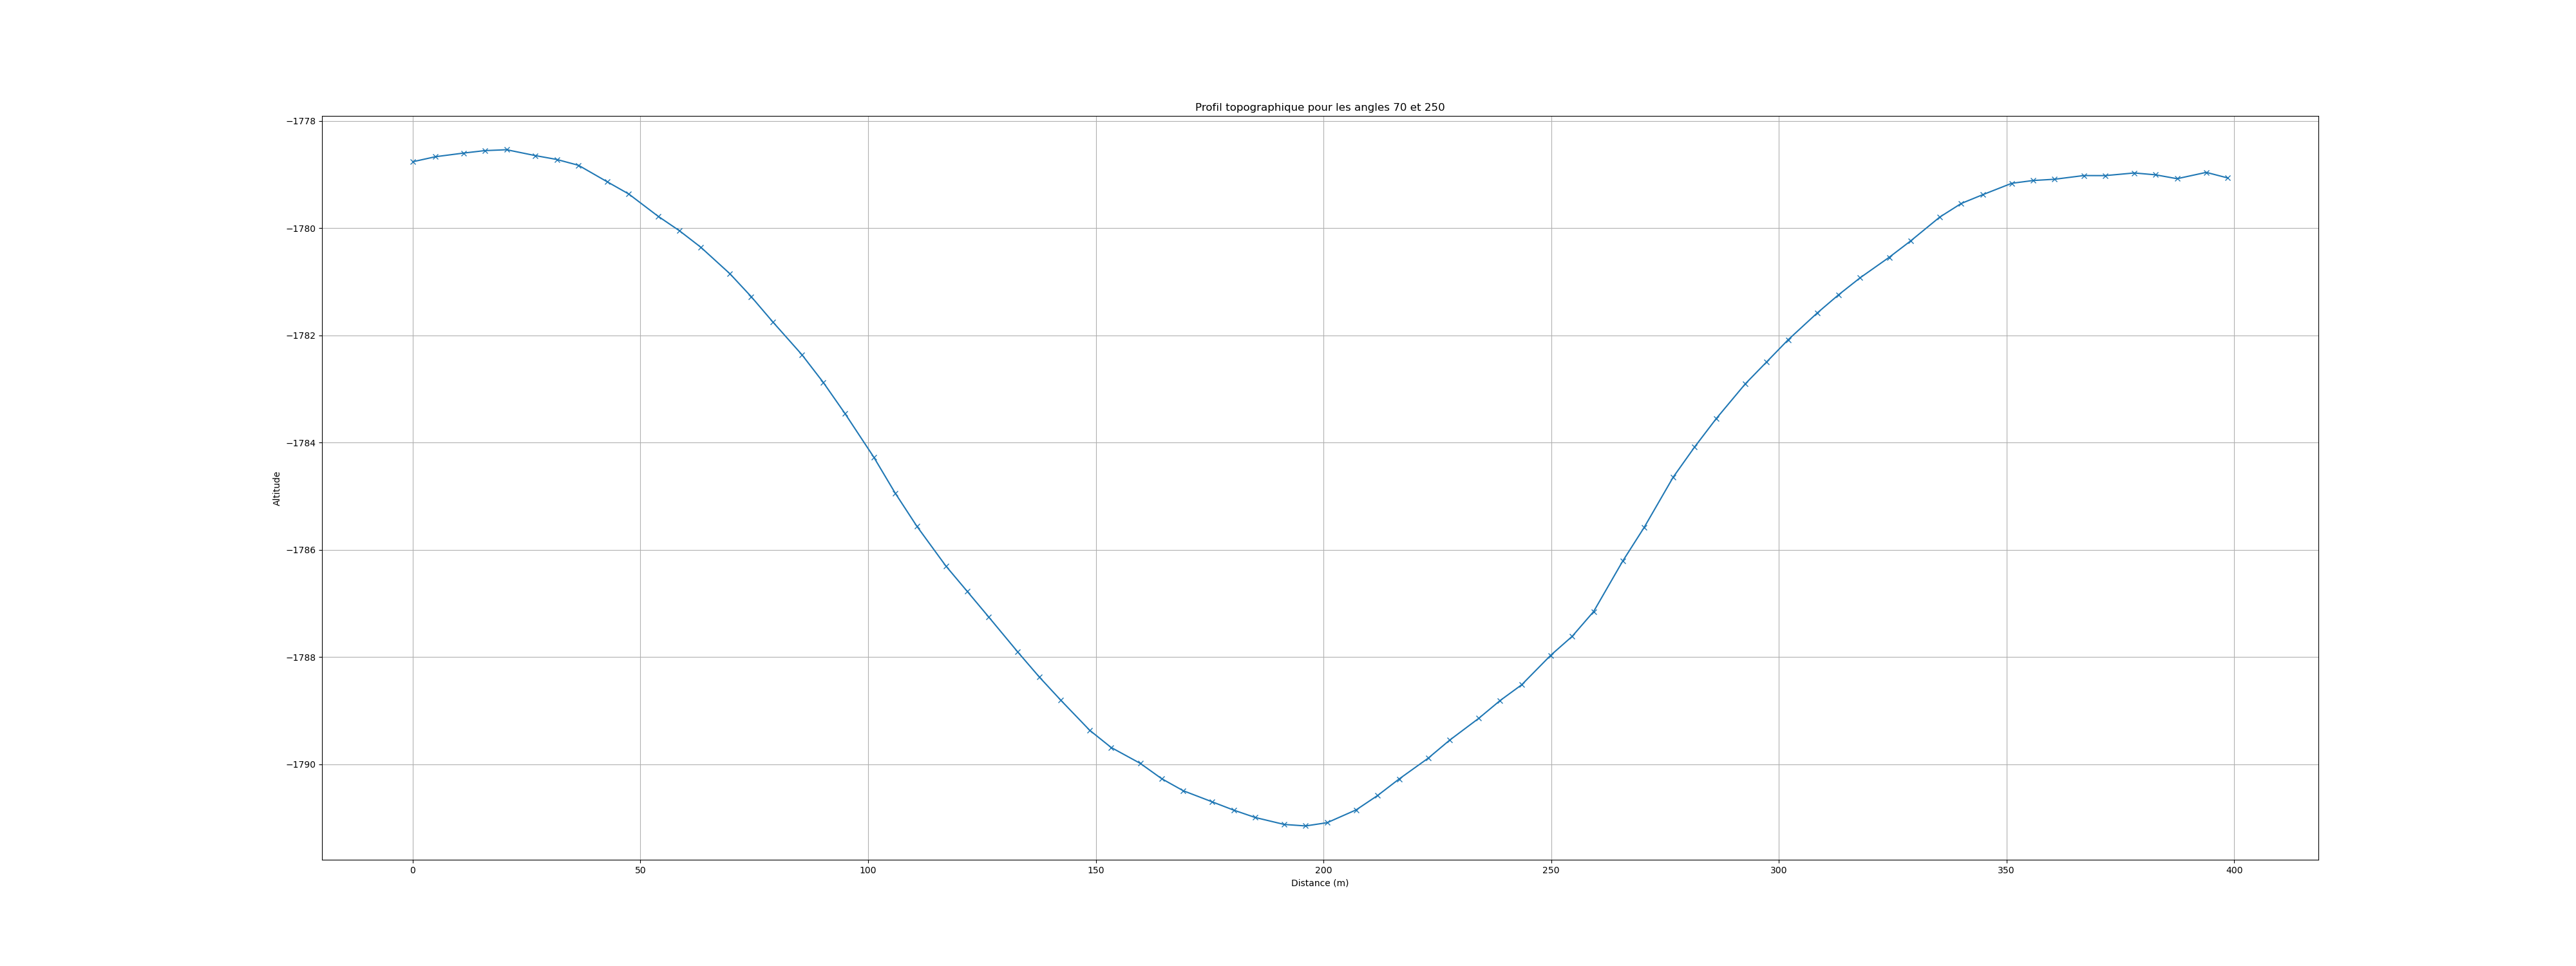 Profil topographique pour les angles 70 et 250
−1778
−1780
−1782
−1784
−1786
−1788
−1790
Altitude
0 50 100 150 200 250 300 350 400
Distance (m)